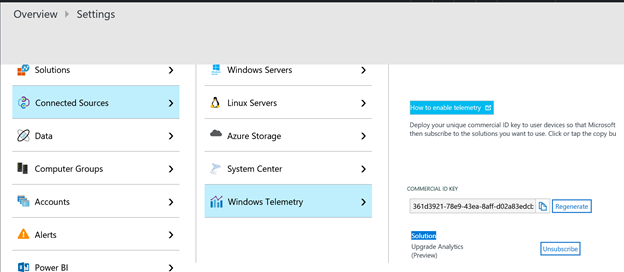 Overview Settings
Solutions
Connected Sources
Data
Computer Groups
Accounts
Alerts
Power BI
Windows Servers
Linux Servers
Azure Storage
System Center
Windows Telemetry
How to enable telemetry
Deploy your unique commercial ID key to user devices so that Microsoft
then subscribe to the solutions you want to use. Click or tap the copy bu
COMMERCIAL ID KEY
361d3921-78e9-43ea-8aff-d02a83edcb Regenerate
Solution
Upgrade Analytics
(Preview)
Unsubscribe